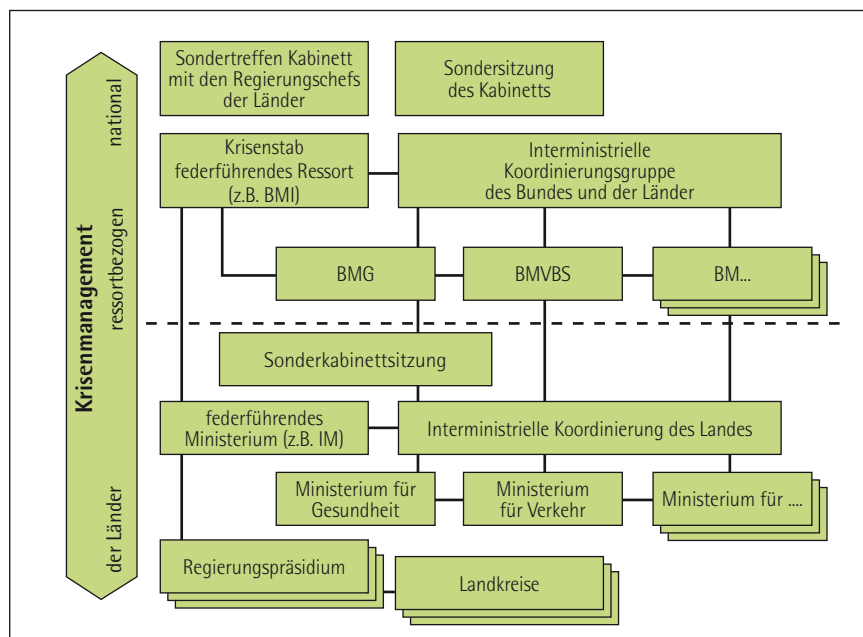 Krisenmanagement
national
ressortbezogen
der Länder
Sondertreffen Kabinett
mit den Regierungschefs
der Länder
Sondersitzung
des Kabinetts
Krisenstab
federführendes Ressort
(z.B. BMI)
Interministrielle
Koordinierungsgruppe
des Bundes und der Länder
BMG
BMVBS
BM...
Sonderkabinettsitzung
federführendes
Ministerium (z.B. IM)
Interministrielle Koordinierung des Landes
Ministerium für
Gesundheit
Ministerium
für Verkehr
Ministerium für ....
Regierungspräsidium
Landkreise